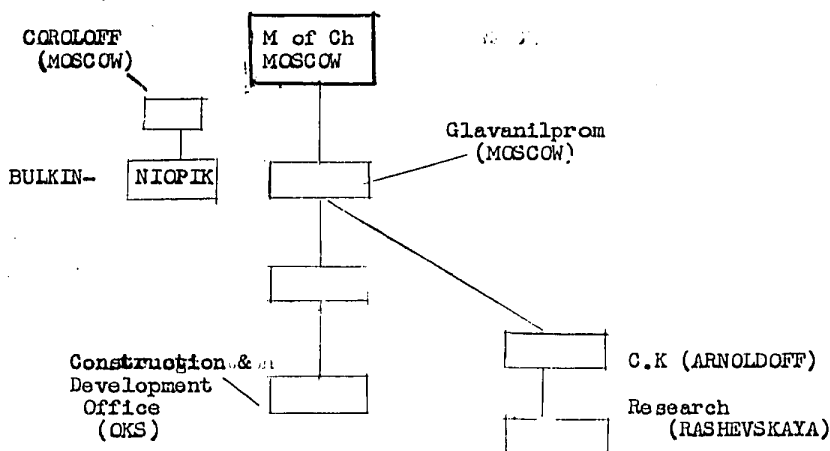 COROLOFF
(MOSCOW)
M of Ch
MOSCOW
Glavanilprom
(MOSCOW)
BULKIN-
NIOPIK
Construction &
Development
Office
(OKS)
C.K (ARNOLDOFF)
Research
(RASHEVSKAYA)